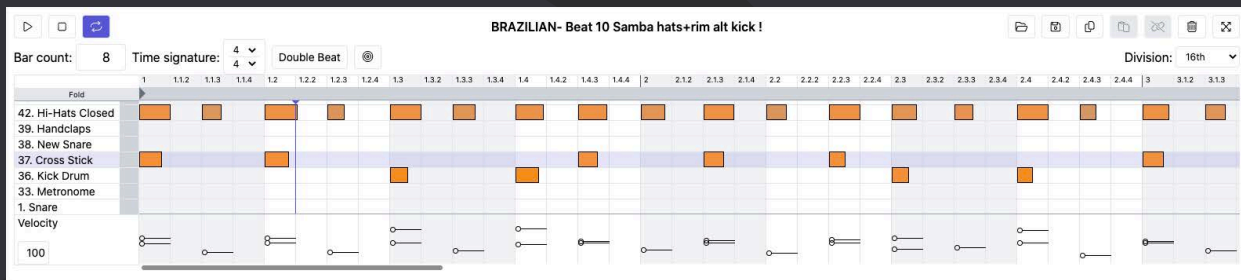 BRAZILIAN- Beat 10 Samba hats+rim alt kick !
Bar count: 8 Time signature: 4 4 Double Beat Division: 16th
1 1.1.2 1.1.3 1.1.4 1.2 1.2.2 1.2.3 1.2.4 1.3 1.3.2 1.3.3 1.3.4 1.4 1.4.2 1.4.3 1.4.4 2 2.1.2 2.1.3 2.1.4 2.2 2.2.2 2.2.3 2.2.4 2.3 2.3.2 2.3.3 2.3.4 2.4 2.4.2 2.4.3 2.4.4 3 3.1.2 3.1.3
Fold
42. Hi-Hats Closed
39. Handclaps
38. New Snare
37. Cross Stick
36. Kick Drum
33. Metronome
1. Snare
Velocity
100